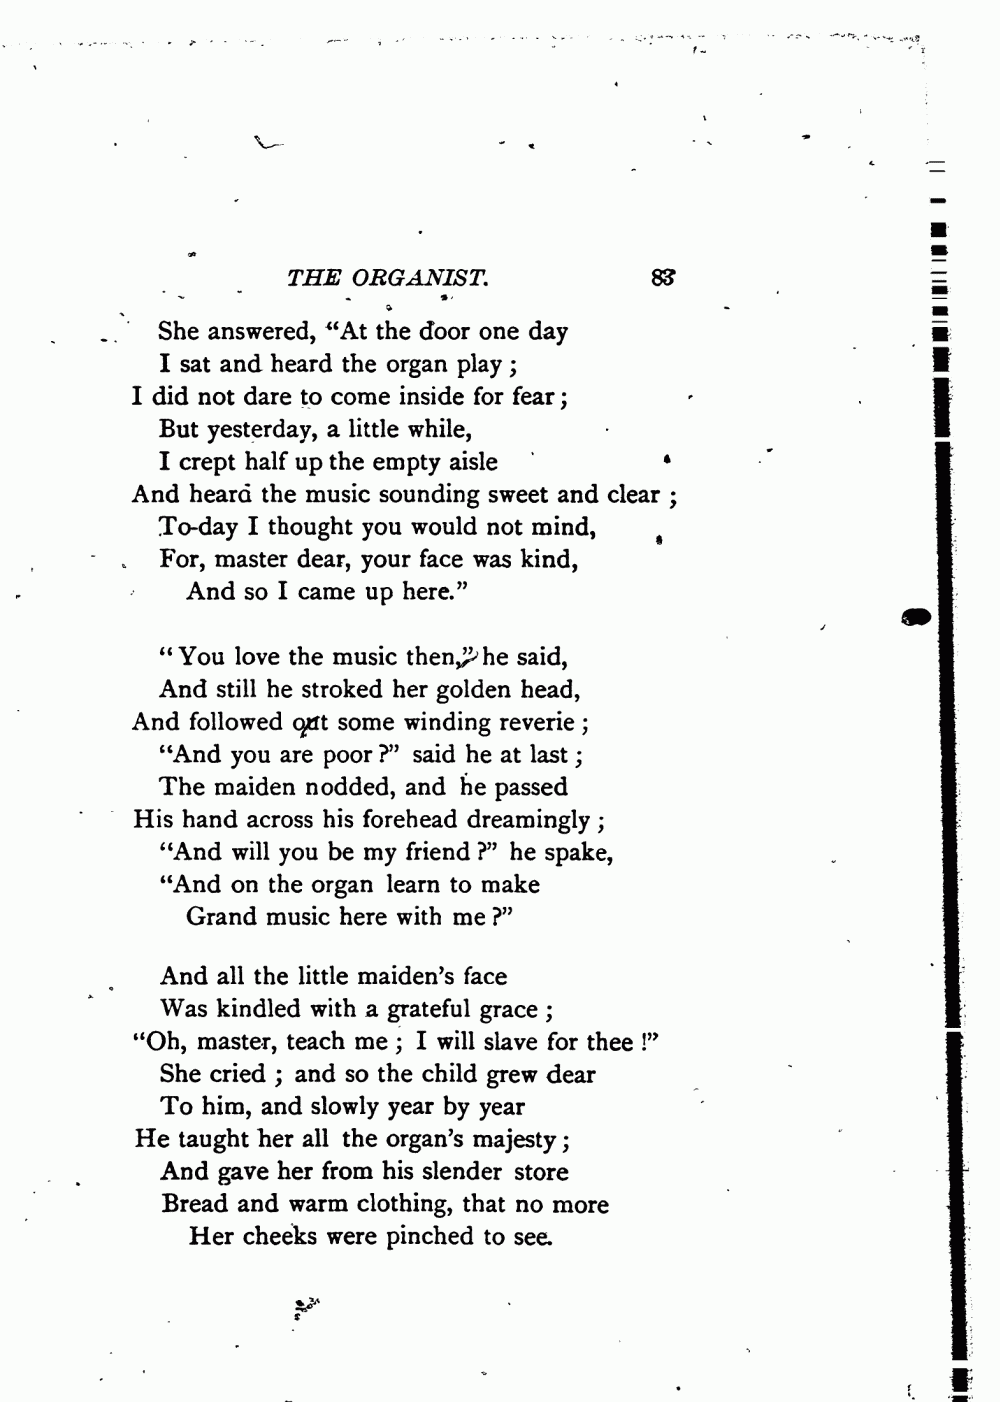 THE ORGANIST. 83
She answered, “At the door one day
I sat and heard the organ play ;
I did not dare to come inside for fear ;
But yesterday, a little while,
I crept half up the empty aisle
And heard the music sounding sweet and clear ;
To-day I thought you would not mind,
For, master dear, your face was kind,
And so I came up here.”
“You love the music then,” he said,
And still he stroked her golden head,
And followed out some winding reverie ;
“And you are poor ?” said he at last ;
The maiden nodded, and he passed
His hand across his forehead dreamingly ;
“And will you be my friend ?” he spake,
“And on the organ learn to make
Grand music here with me ?”
And all the little maiden’s face
Was kindled with a grateful grace ;
“Oh, master, teach me ; I will slave for thee !”
She cried ; and so the child grew dear
To him, and slowly year by year
He taught her all the organ’s majesty ;
And gave her from his slender store
Bread and warm clothing, that no more
Her cheeks were pinched to see.